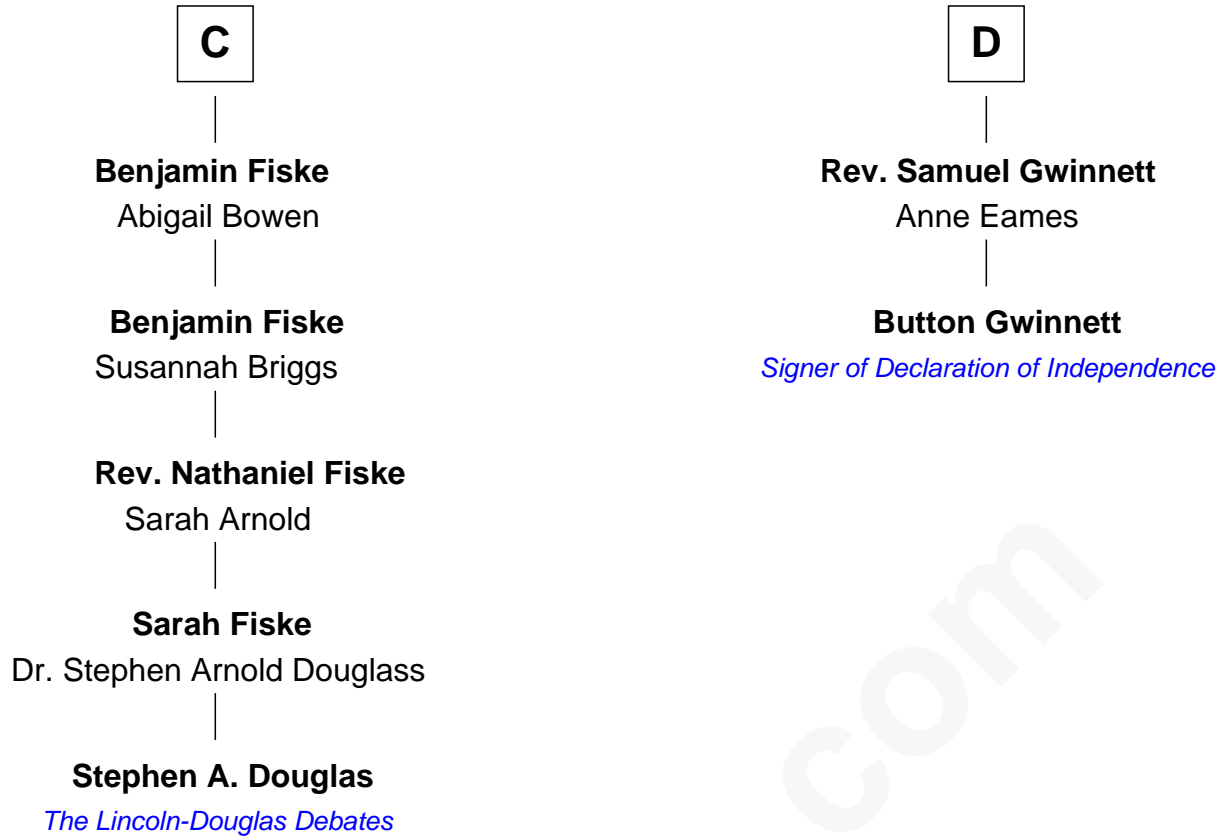 C
Benjamin Fiske
Abigail Bowen
Benjamin Fiske
Susannah Briggs
Rev. Nathaniel Fiske
Sarah Arnold
Sarah Fiske
Dr. Stephen Arnold Douglass
Stephen A. Douglas
The Lincoln-Douglas Debates
D
Rev. Samuel Gwinnett
Anne Eames
Button Gwinnett
Signer of Declaration of Independence
com